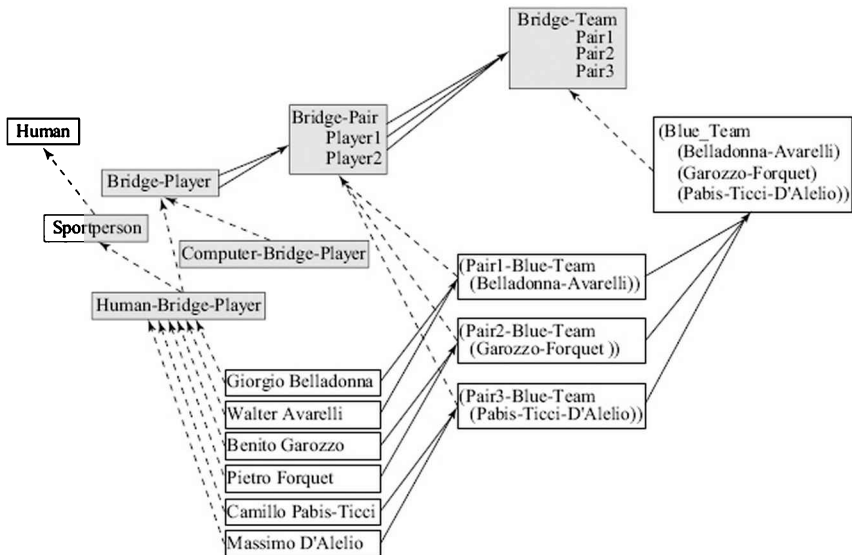 Bridge-Team
Pair1
Pair2
Pair3
Bridge-Pair
Player1
Player2
Human
(Blue_Team
(Belladonna-Avarelli)
(Garozzo-Forquet)
(Pabis-Ticci-D'Alelio))
Bridge-Player
Sportperson
Computer-Bridge-Player
(Pair1-Blue-Team
(Belladonna-Avarelli))
Human-Bridge-Player
(Pair2-Blue-Team
(Garozzo-Forquet ))
Giorgio Belladonna
(Pair3-Blue-Team
(Pabis-Ticci-D'Alelio))
Walter Avarelli
Benito Garozzo
Pietro Forquet
Camillo Pabis-Ticci
Massimo D'Alelio